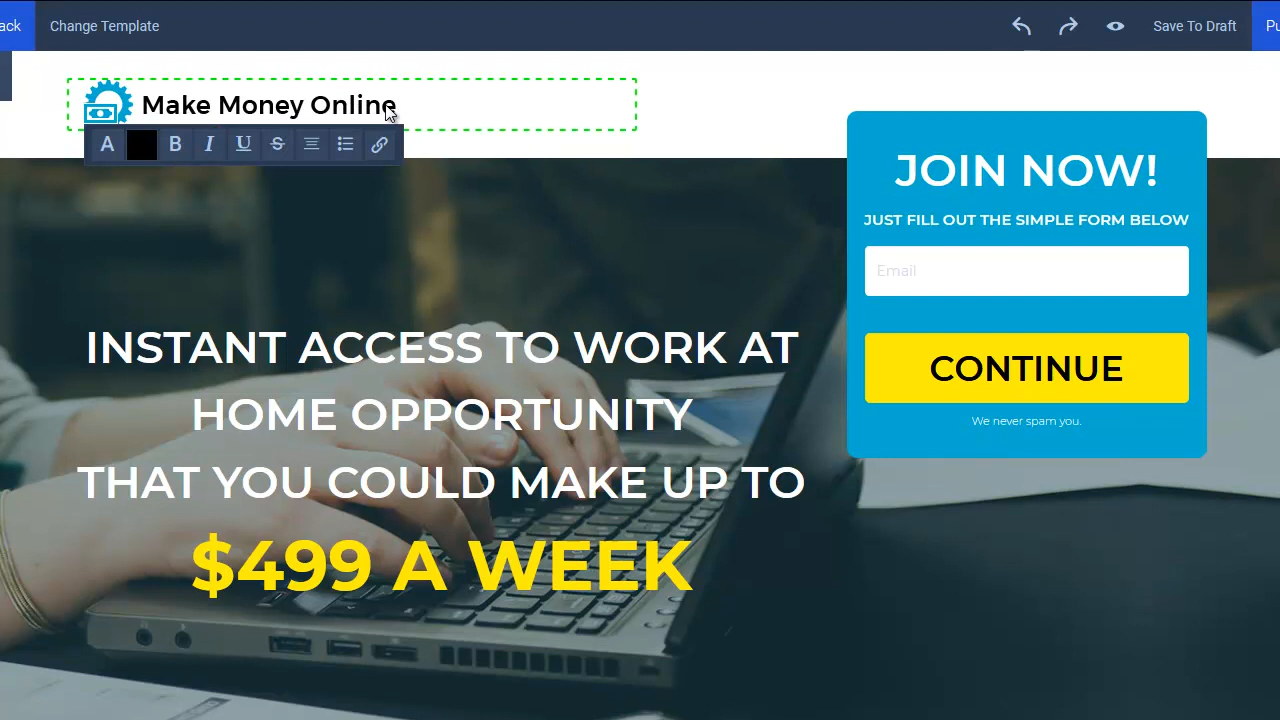 ack
Change Template
Save To Draft
Pu
Make Money Online
A
B I U S
JOIN NOW!
JUST FILL OUT THE SIMPLE FORM BELOW
Email
CONTINUE
We never spam you.
INSTANT ACCESS TO WORK AT
HOME OPPORTUNITY
THAT YOU COULD MAKE UP TO
$499 A WEEK